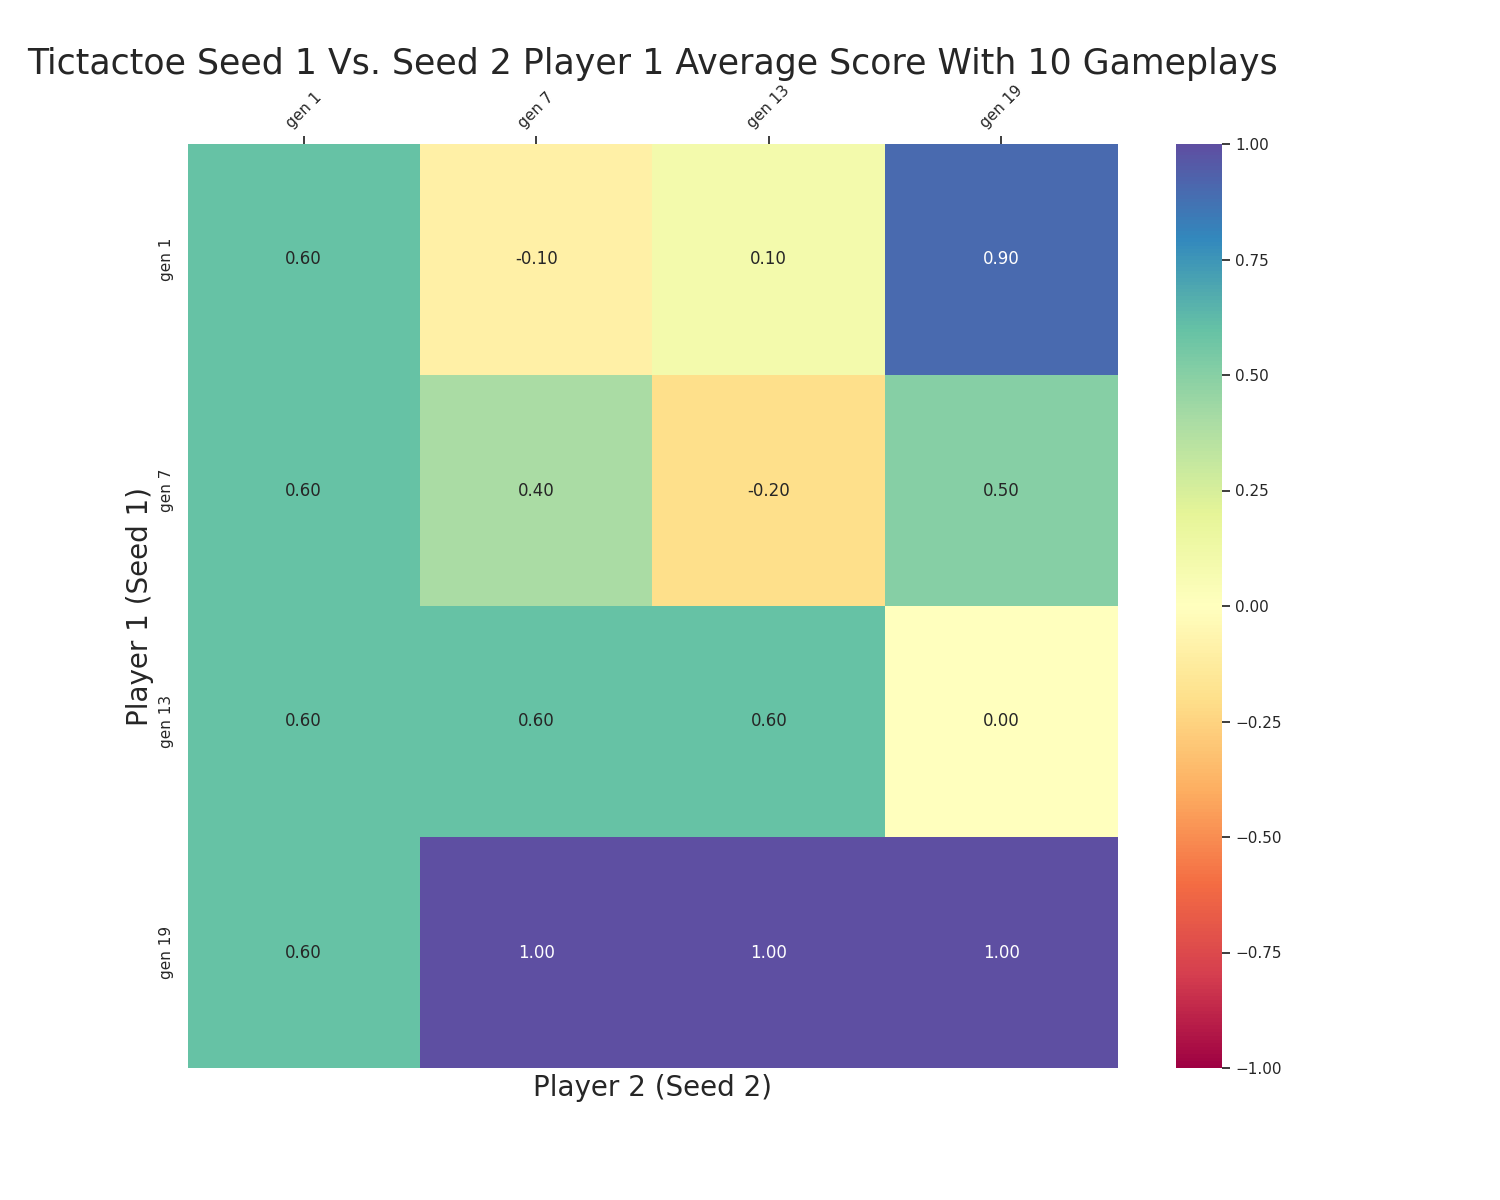 Tictactoe Seed 1 Vs. Seed 2 Player 1 Average Score With 10 Gameplays
gen 1
gen 7
gen 13
gen 19
Player 1 (Seed 1)
gen 1
0.60
-0.10
0.10
0.90
gen 7
0.60
0.40
-0.20
0.50
gen 13
0.60
0.60
0.60
0.00
gen 19
0.60
1.00
1.00
1.00
Player 2 (Seed 2)
1.00
0.75
0.50
0.25
0.00
−0.25
−0.50
−0.75
−1.00